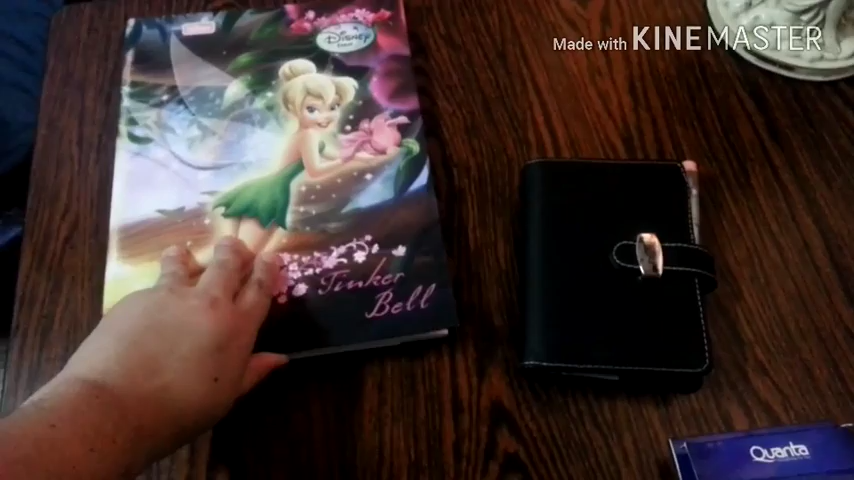 Disney
Made with KINEMASTER
Tinker
Bell
Quanta